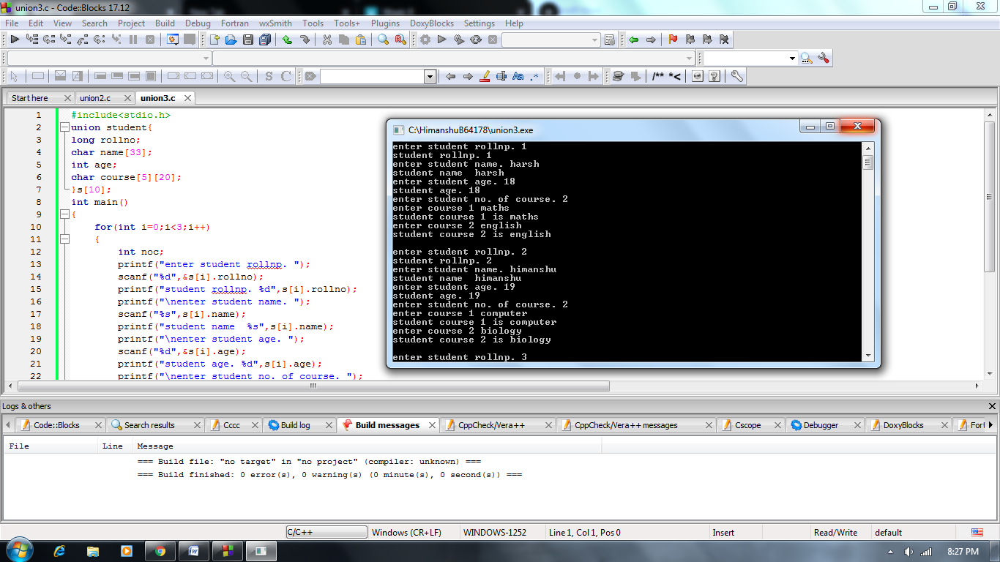 union3.c - Code::Blocks 17.12
File Edit View Search Project Build Debug Fortran wxSmith Tools Tools+ Plugins DoxyBlocks Settings Help
S C Aa .* /** *<
Start here union2.c union3.c
1 #include<stdio.h>
2 union student{
3 long rollno;
4 char name[33];
5 int age;
6 char course[5][20];
7 }s[10];
8 int main()
9 {
10 for(int i=0;i<3;i++)
11 {
12 int noc;
13 printf("enter student rollnp. ");
14 scanf("%d",&s[i].rollno);
15 printf("student rollnp. %d",s[i].rollno);
16 printf("\nenter student name. ");
17 scanf("%s",s[i].name);
18 printf("student name  %s",s[i].name);
19 printf("\nenter student age. ");
20 scanf("%d",&s[i].age);
21 printf("student age. %d",s[i].age);
22 printf("\nenter student no. of course. ");
C:\HimanshuB64178\union3.exe
enter student rollnp. 1
student rollnp. 1
enter student name. harsh
student name  harsh
enter student age. 18
student age. 18
enter student no. of course. 2
enter course 1 maths
student course 1 is maths
enter course 2 english
student course 2 is english
enter student rollnp. 2
student rollnp. 2
enter student name. himanshu
student name  himanshu
enter student age. 19
student age. 19
enter student no. of course. 2
enter course 1 computer
student course 1 is computer
enter course 2 biology
student course 2 is biology
enter student rollnp. 3
Logs & others
Code::Blocks Search results Cccc Build log Build messages CppCheck/Vera++ CppCheck/Vera++ messages Cscope Debugger DoxyBlocks Fort
File Line Message
=== Build file: "no target" in "no project" (compiler: unknown) ===
=== Build finished: 0 error(s), 0 warning(s) (0 minute(s), 0 second(s)) ===
C/C++ Windows (CR+LF) WINDOWS-1252 Line 1, Col 1, Pos 0 Insert Read/Write default
8:27 PM